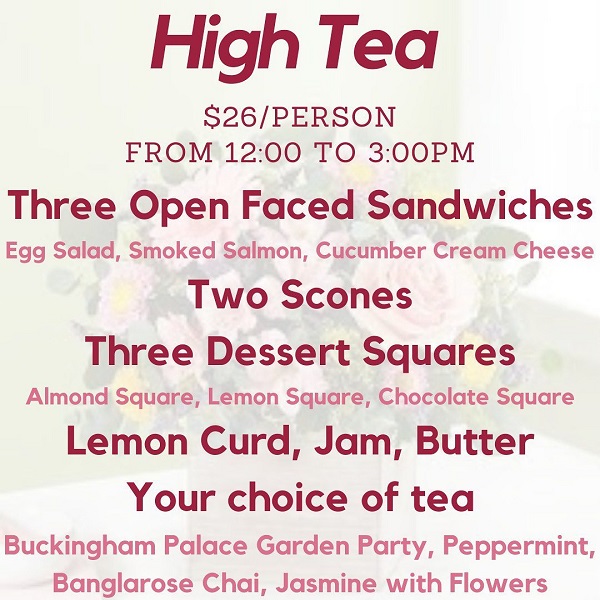 High Tea
$26/PERSON
FROM 12:00 TO 3:00PM
Three Open Faced Sandwiches
Egg Salad, Smoked Salmon, Cucumber Cream Cheese
Two Scones
Three Dessert Squares
Almond Square, Lemon Square, Chocolate Square
Lemon Curd, Jam, Butter
Your choice of tea
Buckingham Palace Garden Party, Peppermint,
Banglarose Chai, Jasmine with Flowers